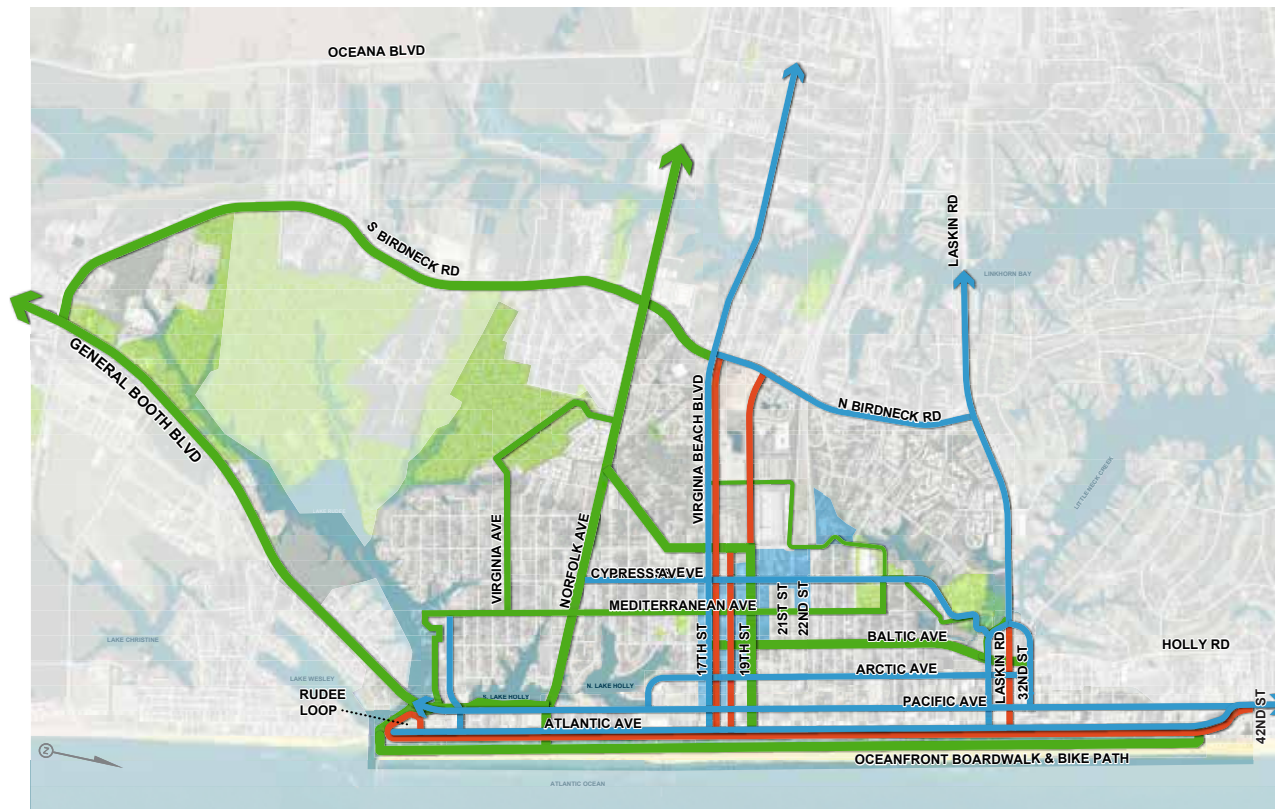 OCEANA BLVD
LASKIN RD
S BIRDNECK RD
LINKHORN BAY
GENERAL BOOTH BLVD
VIRGINIA BEACH BLVD
N BIRDNECK RD
LITTLE NECK CREEK
VIRGINIA AVE
NORFOLK AVE
CYPRESS AVE
MEDITERRANEAN AVE
21ST ST
22ND ST
17TH ST
19TH ST
BALTIC AVE
LAKE CHRISTINE
HOLLY RD
ARCTIC AVE
LASKIN RD
32ND ST
LAKE WESLEY
N. LAKE HOLLY
RUDEE
LOOP
PACIFIC AVE
42ND ST
ATLANTIC AVE
OCEANFRONT BOARDWALK & BIKE PATH
Z
ATLANTIC OCEAN